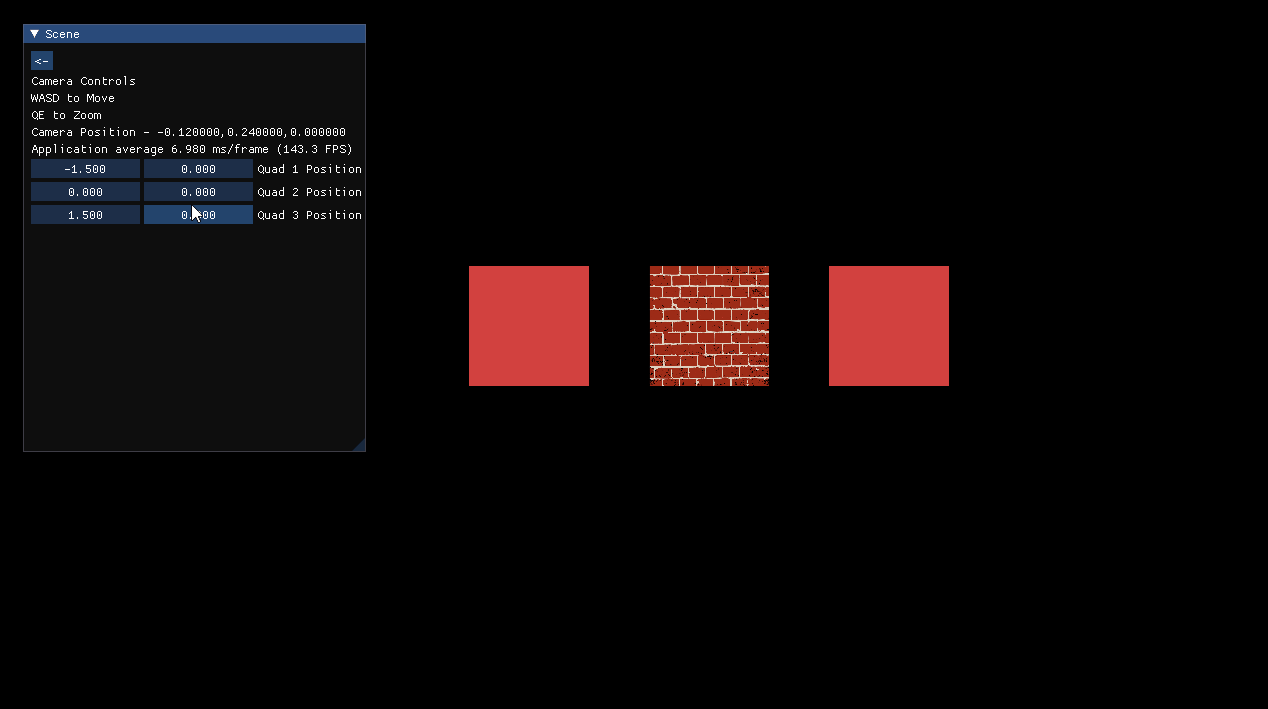 Scene
<-
Camera Controls
WASD to Move
QE to Zoom
Camera Position - -0.120000,0.240000,0.000000
Application average 6.980 ms/frame (143.3 FPS)
-1.500 0.000 Quad 1 Position
0.000 0.000 Quad 2 Position
1.500 Quad 3 Position